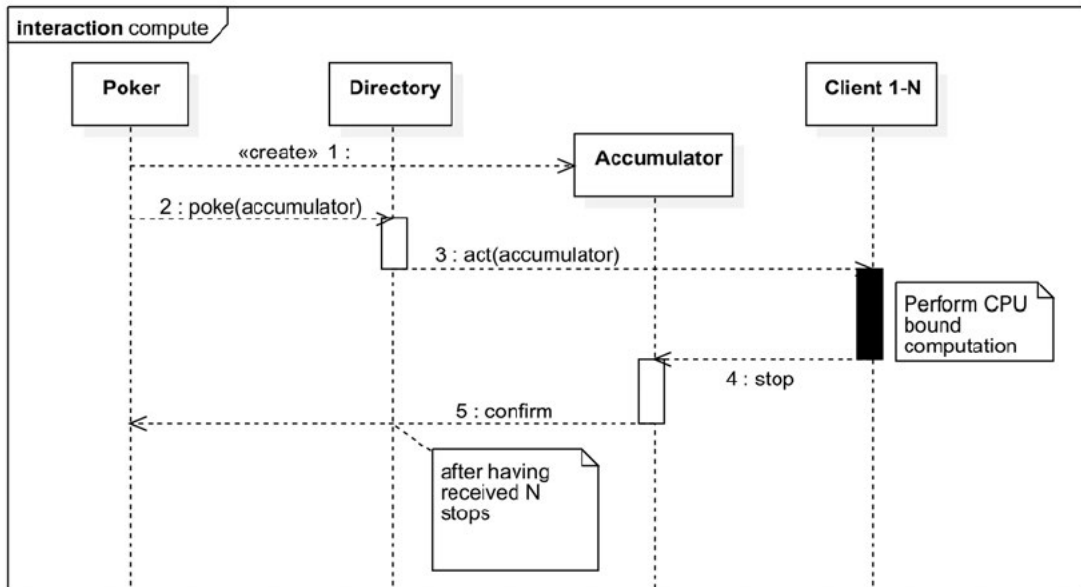 interaction compute
Poker
Directory
Client 1-N
«create» 1 :
Accumulator
2 : poke(accumulator)
3 : act(accumulator)
Perform CPU
bound
computation
4 : stop
5 : confirm
after having
received N
stops